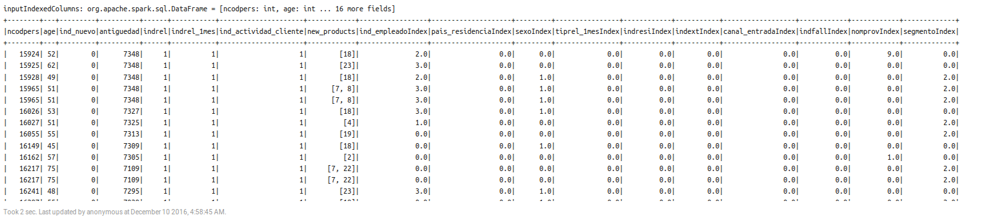 inputIndexedColumns: org.apache.spark.sql.DataFrame = [ncodpers: int, age: int ... 16 more fields]
+--------+---+---------+----------+------+-----------+---------------------+------------+-----------------+--------------------+---------+----------------+-------------+-----------+------------------+------------+------------+-------------+
|ncodpers|age|ind_nuevo|antiguedad|indrel|indrel_1mes|ind_actividad_cliente|new_products|ind_empleadoIndex|pais_residenciaIndex|sexoIndex|tiprel_1mesIndex|indresiIndex|indextIndex|canal_entradaIndex|indfallIndex|nomprovIndex|segmentoIndex|
+--------+---+---------+----------+------+-----------+---------------------+------------+-----------------+--------------------+---------+----------------+-------------+-----------+------------------+------------+------------+-------------+
| 15924| 52| 0| 7348| 1| 1| 1| [18]| 2.0| 0.0| 0.0| 0.0| 0.0| 0.0| 0.0| 0.0| 9.0| 0.0|
| 15925| 62| 0| 7348| 1| 1| 1| [23]| 3.0| 0.0| 0.0| 0.0| 0.0| 0.0| 0.0| 0.0| 0.0| 0.0|
| 15928| 49| 0| 7348| 1| 1| 1| [18]| 2.0| 0.0| 1.0| 0.0| 0.0| 0.0| 0.0| 0.0| 0.0| 2.0|
| 15965| 51| 0| 7348| 1| 1| 1| [7, 8]| 3.0| 0.0| 1.0| 0.0| 0.0| 0.0| 0.0| 0.0| 0.0| 2.0|
| 15965| 51| 0| 7348| 1| 1| 1| [7, 8]| 3.0| 0.0| 1.0| 0.0| 0.0| 0.0| 0.0| 0.0| 0.0| 2.0|
| 16026| 53| 0| 7327| 1| 1| 1| [18]| 3.0| 0.0| 1.0| 0.0| 0.0| 0.0| 0.0| 0.0| 0.0| 0.0|
| 16027| 51| 0| 7325| 1| 1| 1| [4]| 1.0| 0.0| 0.0| 0.0| 0.0| 0.0| 0.0| 0.0| 0.0| 2.0|
| 16055| 55| 0| 7313| 1| 1| 1| [19]| 0.0| 0.0| 0.0| 0.0| 0.0| 0.0| 0.0| 0.0| 0.0| 2.0|
| 16149| 45| 0| 7309| 1| 1| 1| [18]| 0.0| 0.0| 1.0| 0.0| 0.0| 0.0| 0.0| 0.0| 0.0| 0.0|
| 16162| 57| 0| 7305| 1| 1| 1| [2]| 0.0| 0.0| 0.0| 0.0| 0.0| 0.0| 0.0| 0.0| 1.0| 0.0|
| 16217| 75| 0| 7109| 1| 1| 1| [7, 22]| 0.0| 0.0| 0.0| 0.0| 0.0| 0.0| 0.0| 0.0| 0.0| 2.0|
| 16217| 75| 0| 7109| 1| 1| 1| [7, 22]| 0.0| 0.0| 0.0| 0.0| 0.0| 0.0| 0.0| 0.0| 0.0| 2.0|
| 16241| 48| 0| 7295| 1| 1| 1| [23]| 3.0| 0.0| 1.0| 0.0| 0.0| 0.0| 0.0| 0.0| 0.0| 0.0|
Took 2 sec. Last updated by anonymous at December 10 2016, 4:58:45 AM.